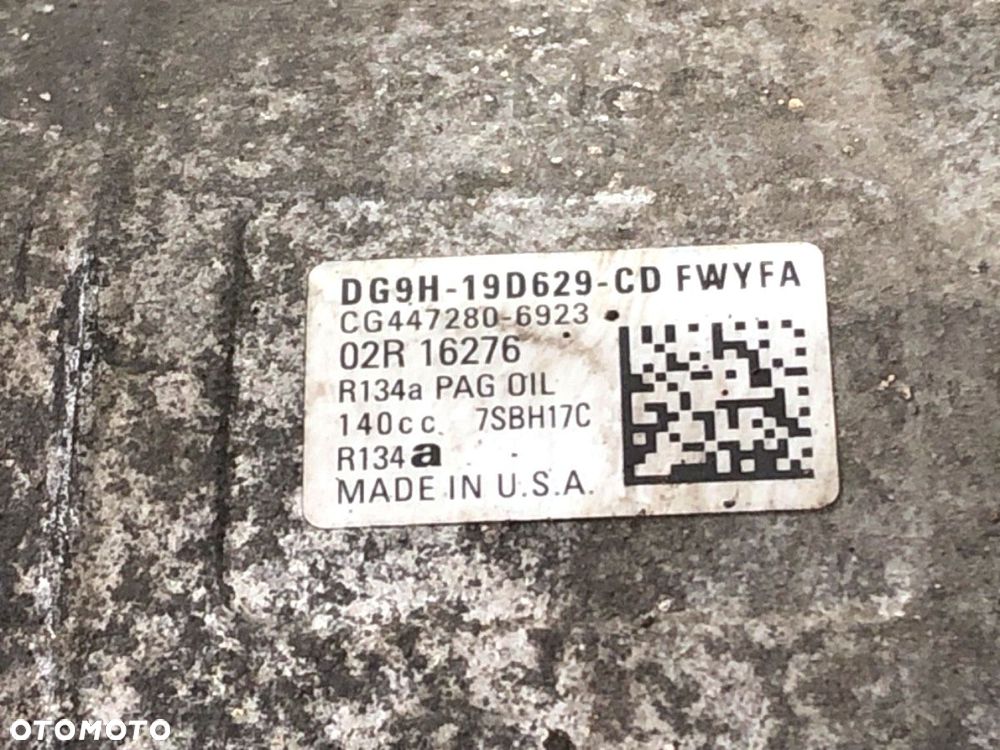 DG9H-19D629-CD FWYFA
CG447280-6923
02R 16276
R134a PAG OIL
140cc 7SBH17C
R134a
MADE IN U.S.A.
OTOMOTO